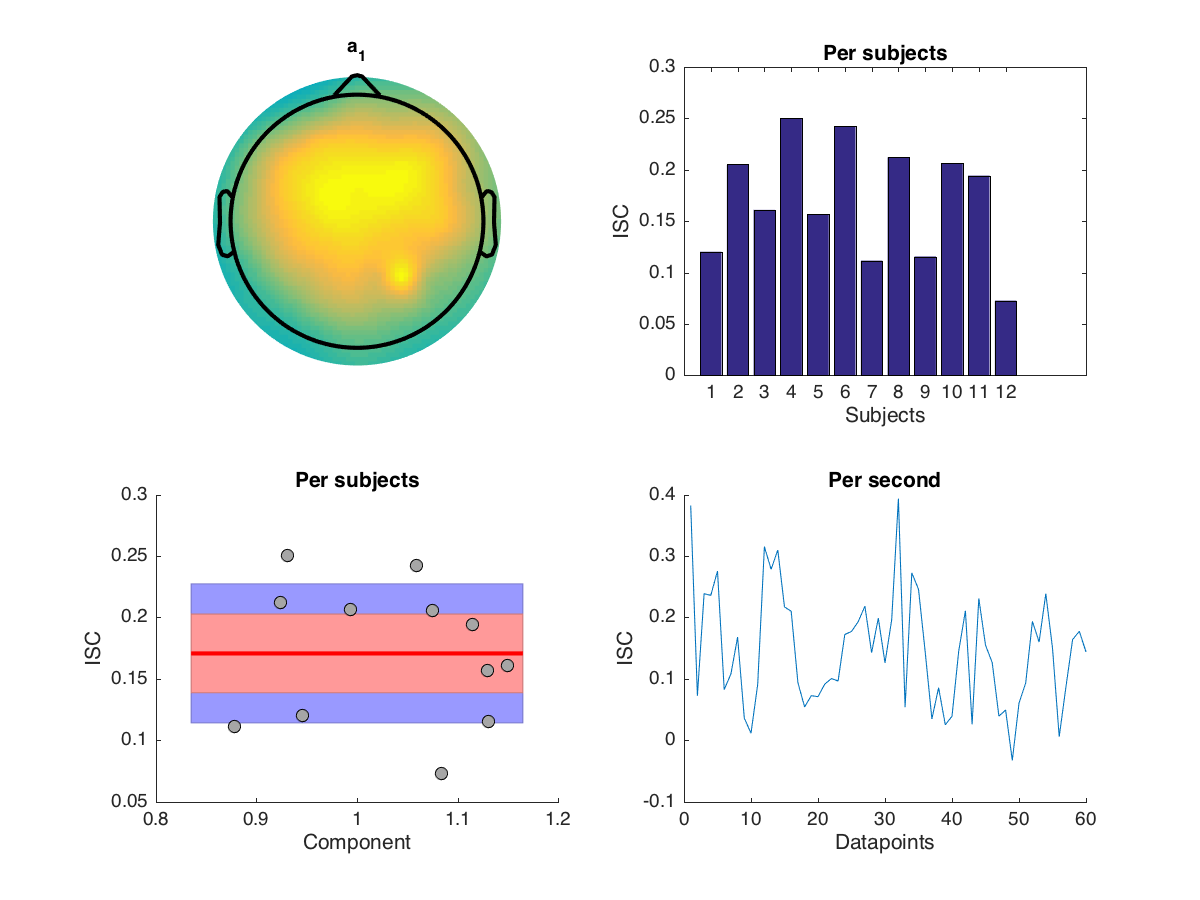 a1
Per subjects
0.3
0.25
0.2
0.15
0.1
0.05
0
ISC
1 2 3 4 5 6 7 8 9 10 11 12
Subjects
Per subjects
0.3
0.25
0.2
0.15
0.1
0.05
ISC
0.8 0.9 1 1.1 1.2
Component
Per second
0.4
0.3
0.2
0.1
0
-0.1
ISC
0 10 20 30 40 50 60
Datapoints